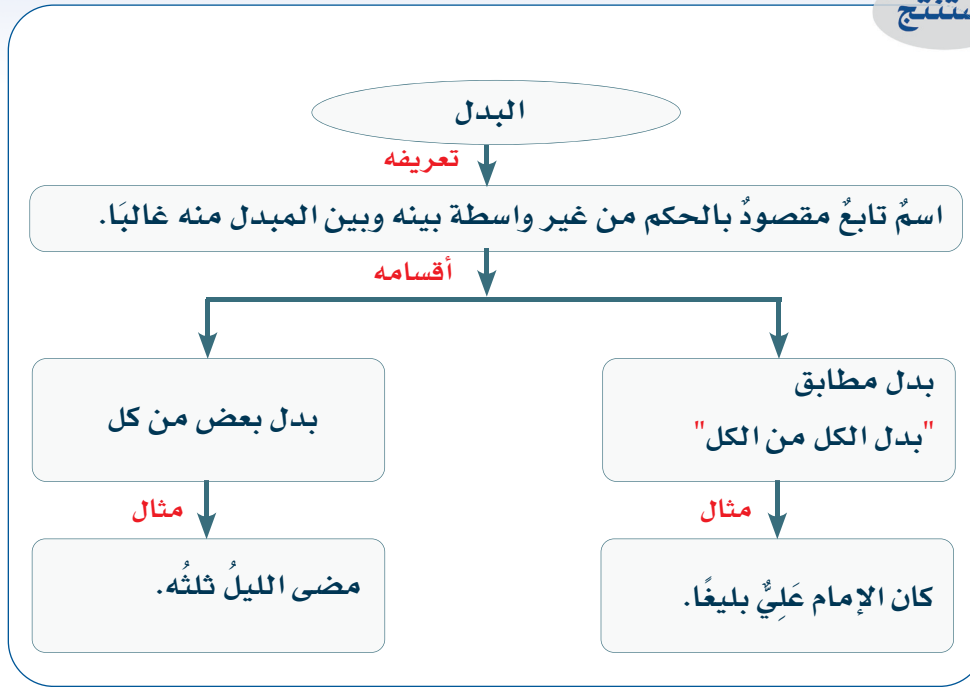 البدل
تعريفه
اسمٌ تابعٌ مقصودٌ بالحكم من غير واسطة بينه وبين المبدل منه غالبَا.
أقسامه
بدل مطابق
"بدل الكل من الكل"
مثال
كان الإمام عَلِيٌّ بليغًا.
بدل بعض من كل
مثال
مضى الليلُ ثلثُه.